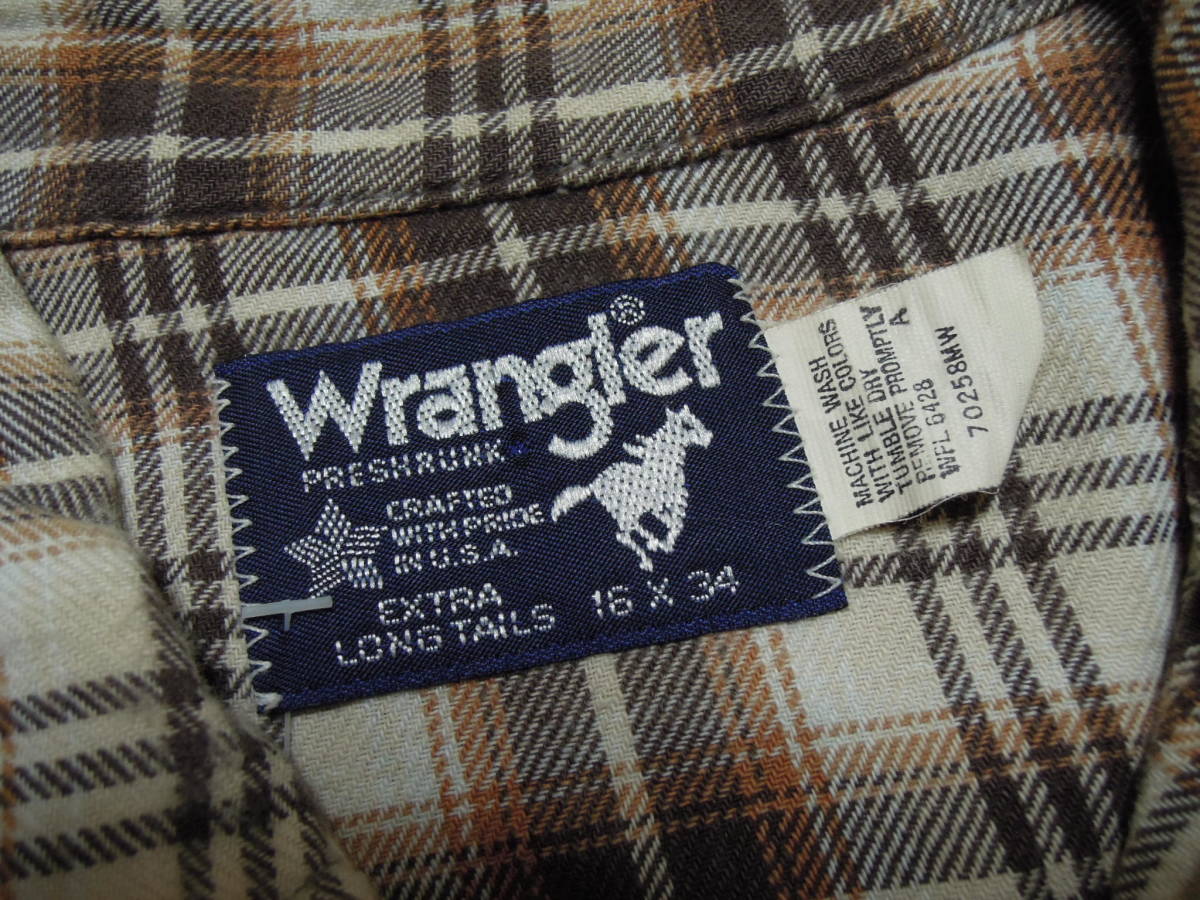 Wrangler®
PRESHRUNK
CRAFTED
WITH PRIDE
IN U.S.A.
EXTRA
LONG TAILS
16 X 34
MACHINE WASH
WITH LIKE COLORS
TUMBLE DRY
REMOVE PROMPTLY
WPL 6428 A
70258MW